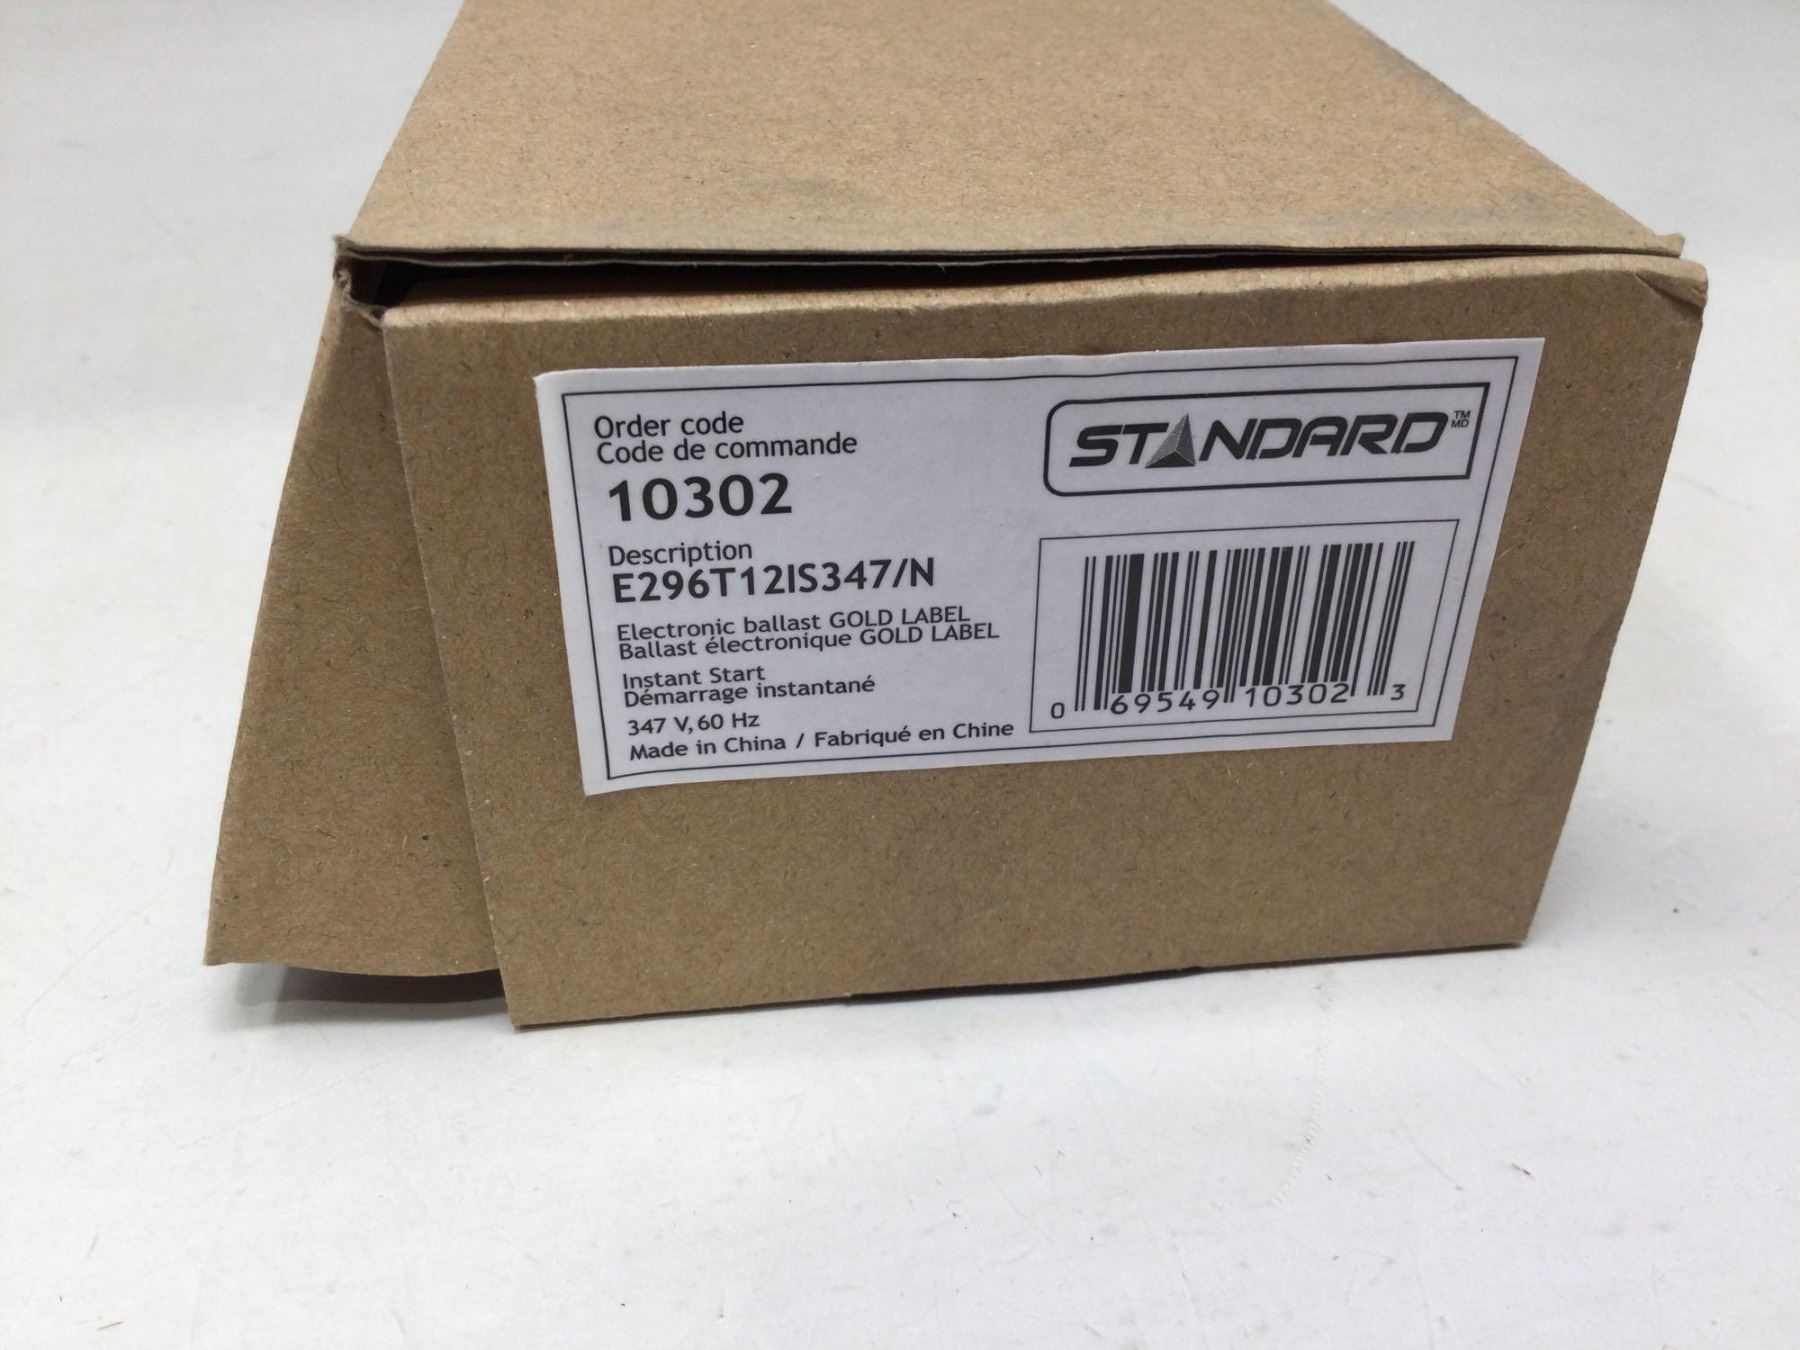 Order code
Code de commande
10302
STANDARD TM MD
Description
E296T12IS347/N
Electronic ballast GOLD LABEL
Ballast électronique GOLD LABEL
Instant Start
Démarrage instantané
347 V, 60 Hz
Made in China / Fabriqué en Chine
0 69549 10302 3